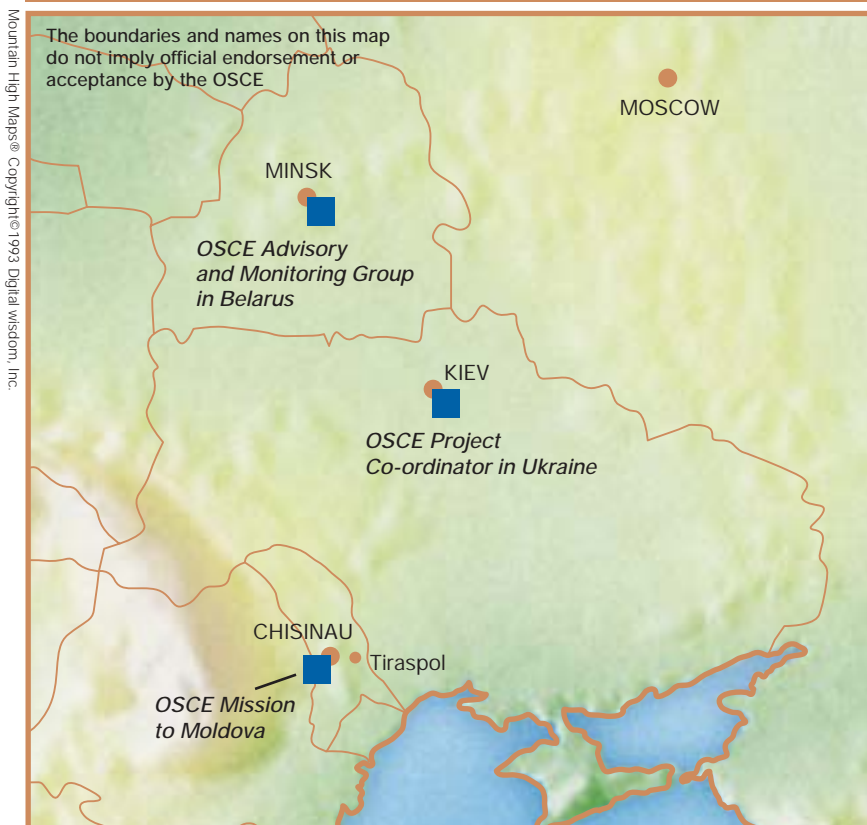 The boundaries and names on this map
do not imply official endorsement or
acceptance by the OSCE
MOSCOW
MINSK
OSCE Advisory
and Monitoring Group
in Belarus
KIEV
OSCE Project
Co-ordinator in Ukraine
CHISINAU
Tiraspol
OSCE Mission
to Moldova
Mountain High Maps® Copyright©1993 Digital wisdom, Inc.